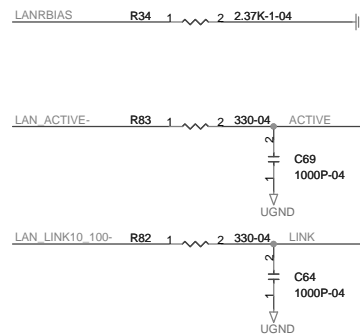 LANRBIAS R34 1 2 2.37K-1-04
LAN_ACTIVE- R83 1 2 330-04 ACTIVE
2
C69
1000P-04
1
UGND
LAN_LINK10_100- R82 1 2 330-04 LINK
2
C64
1000P-04
1
UGND